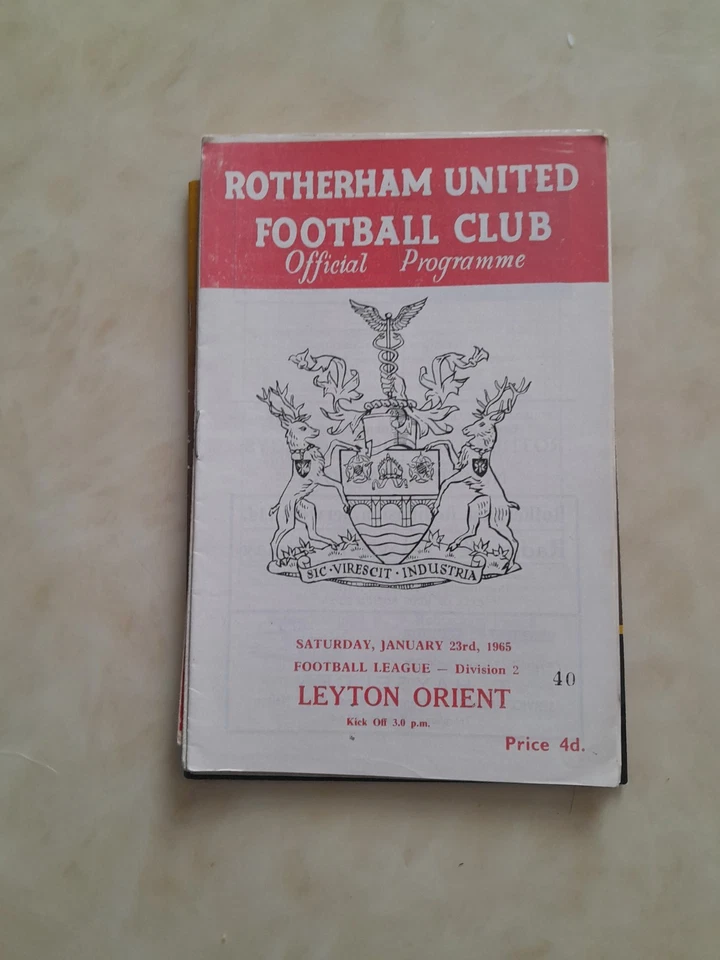 ROTHERHAM UNITED
FOOTBALL CLUB
Official Programme
SIC · VIRESCIT · INDUSTRIA
SATURDAY, JANUARY 23rd, 1965
FOOTBALL LEAGUE — Division 2
40
LEYTON ORIENT
Kick Off 3.0 p.m.
Price 4d.